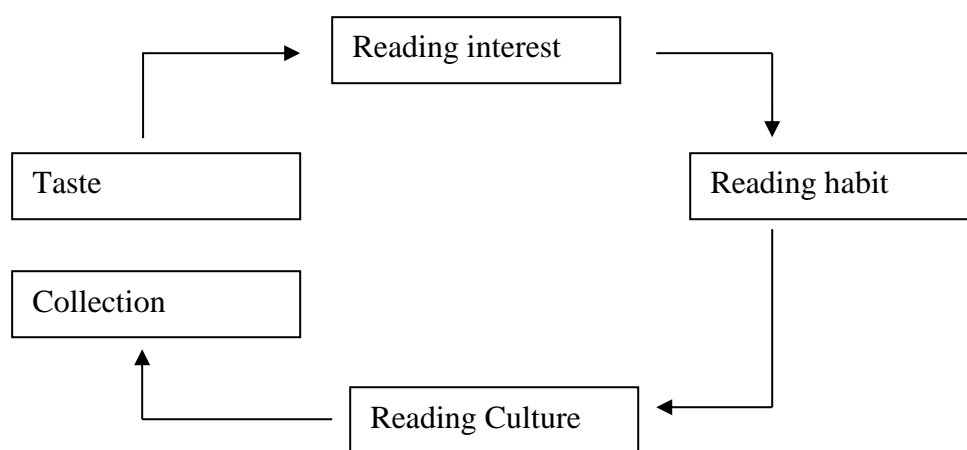 Reading interest
Taste
Reading habit
Collection
Reading Culture